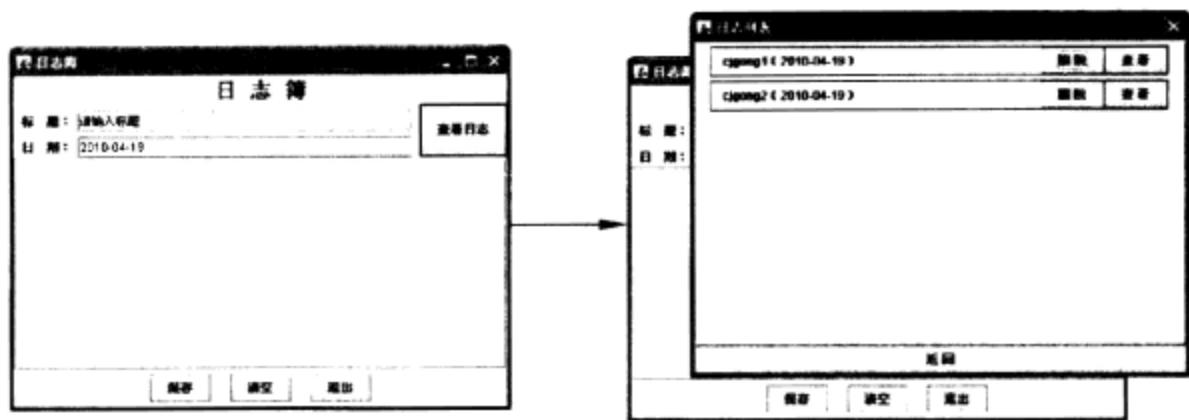 日志簿
日 志 簿
标 题： 请输入标题
日 期： 2010-04-19
查看日志
保存 清空 退出
日志簿
标 题：
日 期：
保存 清空 退出
日志列表
cjgong1 ( 2010-04-19 ) 删除 查看
cjgong2 ( 2010-04-19 ) 删除 查看
返回